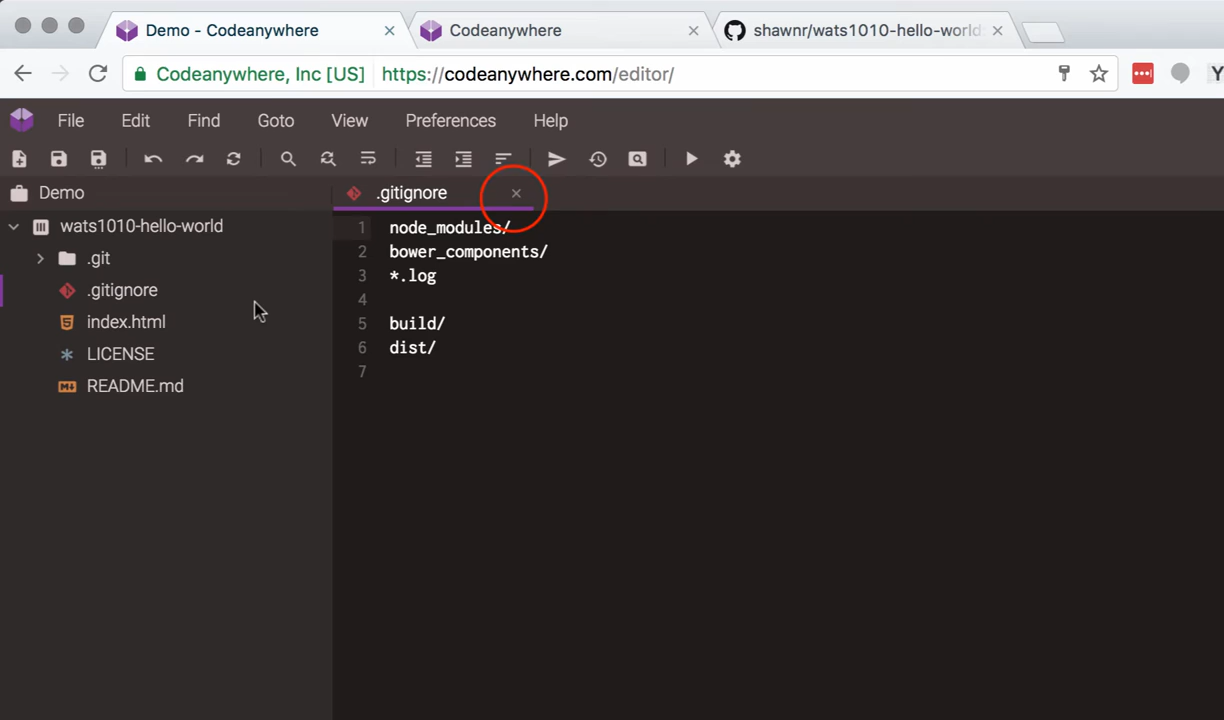 Demo - Codeanywhere
Codeanywhere
shawnr/wats1010-hello-world
Codeanywhere, Inc [US]
https://codeanywhere.com/editor/
Y
File Edit Find Goto View Preferences Help
Demo
.gitignore
wats1010-hello-world
.git
.gitignore
index.html
LICENSE
README.md
1 node_modules/
2 bower_components/
3 *.log
4
5 build/
6 dist/
7